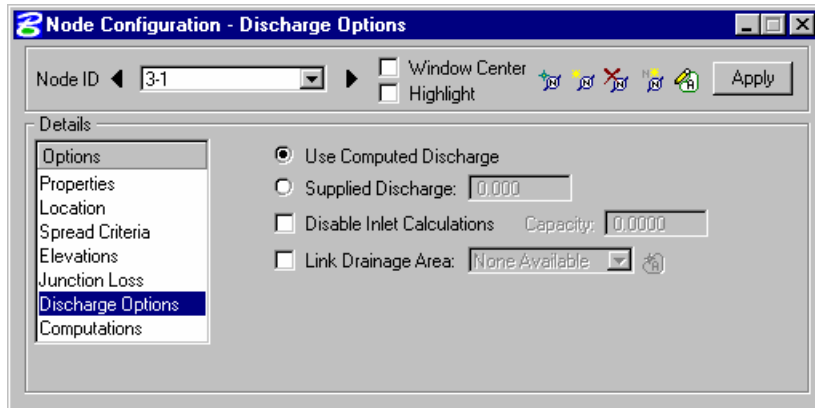 Node Configuration - Discharge Options
Node ID 3-1 Window Center Apply
Highlight
Details
Options
Properties
Location
Spread Criteria
Elevations
Junction Loss
Discharge Options
Computations
Use Computed Discharge
Supplied Discharge: 0.000
Disable Inlet Calculations Capacity: 0.0000
Link Drainage Area: None Available